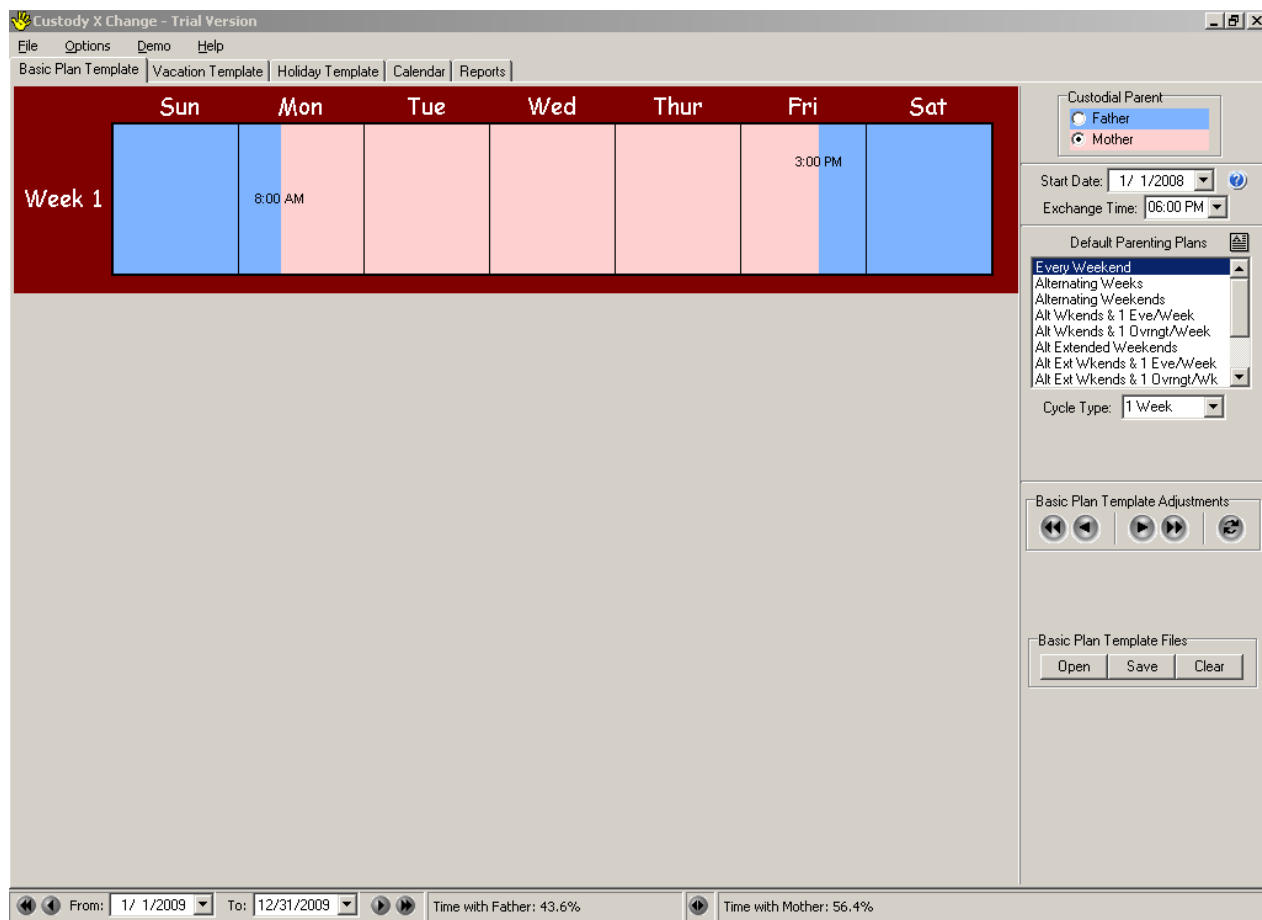 Custody X Change - Trial Version
File Options Demo Help
Basic Plan Template Vacation Template Holiday Template Calendar Reports
Sun Mon Tue Wed Thur Fri Sat
Week 1
8:00 AM
3:00 PM
Custodial Parent
Father
Mother
Start Date: 1/ 1/2008
Exchange Time: 06:00 PM
Default Parenting Plans
Every Weekend
Alternating Weeks
Alternating Weekends
Alt Wkends & 1 Eve/Week
Alt Wkends & 1 Ovrngt/Week
Alt Extended Weekends
Alt Ext Wkends & 1 Eve/Week
Alt Ext Wkends & 1 Ovrngt/Wk
Cycle Type: 1 Week
Basic Plan Template Adjustments
Basic Plan Template Files
Open Save Clear
From: 1/ 1/2009 To: 12/31/2009 Time with Father: 43.6% Time with Mother: 56.4%